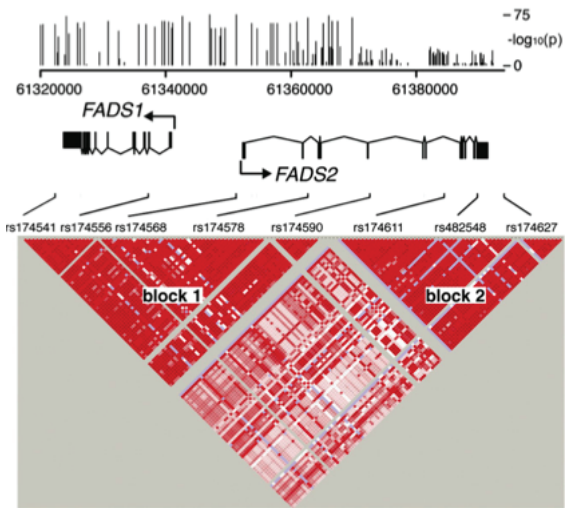 75
-log10(p)
0
61320000 61340000 61360000 61380000
FADS1
FADS2
rs174541 rs174556 rs174568 rs174578 rs174590 rs174611 rs482548 rs174627
block 1 block 2